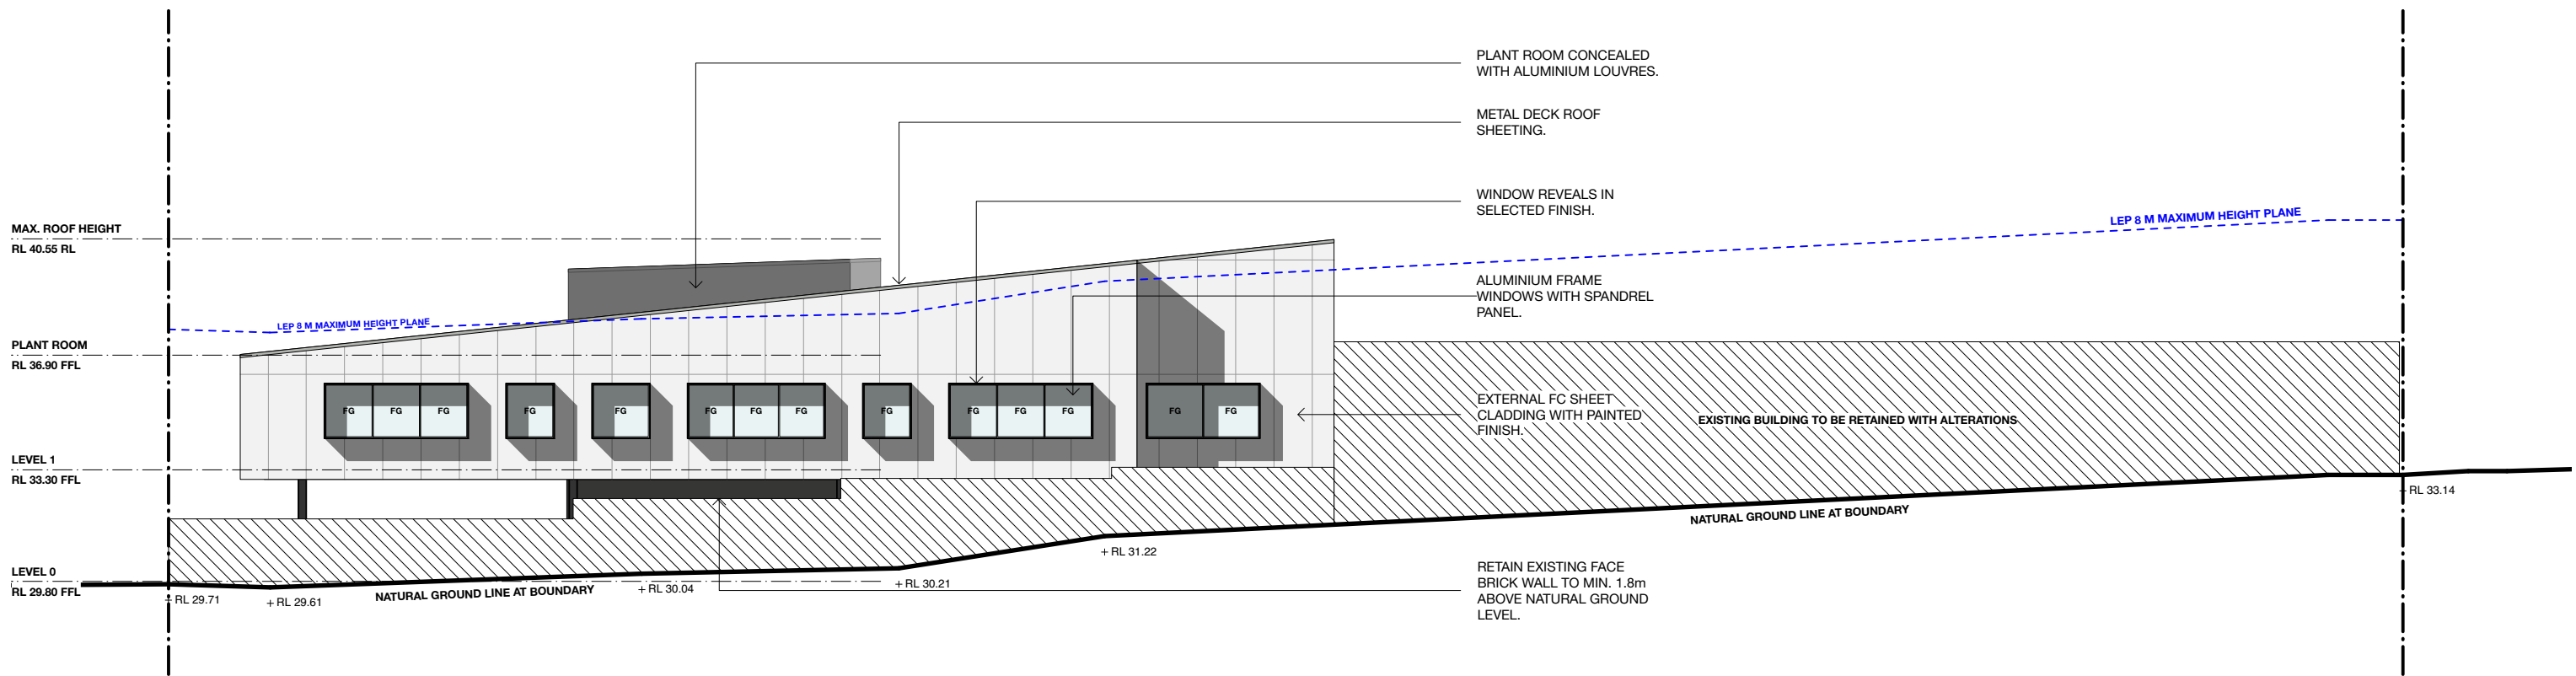 PLANT ROOM CONCEALED
WITH ALUMINIUM LOUVRES.
METAL DECK ROOF
SHEETING.
WINDOW REVEALS IN
SELECTED FINISH.
LEP 8 M MAXIMUM HEIGHT PLANE
MAX. ROOF HEIGHT
RL 40.55 RL
ALUMINIUM FRAME
WINDOWS WITH SPANDREL
PANEL.
LEP 8 M MAXIMUM HEIGHT PLANE
PLANT ROOM
RL 36.90 FFL
FG FG FG FG FG FG FG FG FG FG FG FG FG FG
EXTERNAL FC SHEET
CLADDING WITH PAINTED
FINISH.
EXISTING BUILDING TO BE RETAINED WITH ALTERATIONS
LEVEL 1
RL 33.30 FFL
+ RL 33.14
NATURAL GROUND LINE AT BOUNDARY
+ RL 31.22
LEVEL 0
RL 29.80 FFL
+ RL 29.71
+ RL 29.61
NATURAL GROUND LINE AT BOUNDARY
+ RL 30.04
+ RL 30.21
RETAIN EXISTING FACE
BRICK WALL TO MIN. 1.8m
ABOVE NATURAL GROUND
LEVEL.